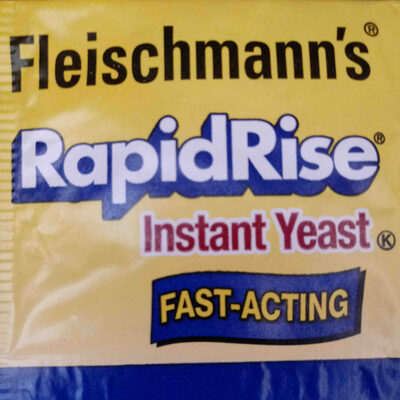 Fleischmann's®
RapidRise®
Instant Yeast Ⓚ
FAST-ACTING